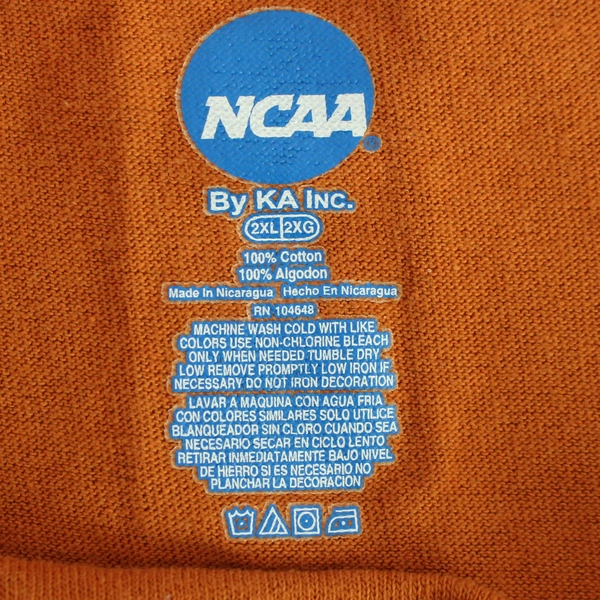 NCAA®
By KA Inc.
2XL|2XG
100% Cotton
100% Algodon
Made In Nicaragua Hecho En Nicaragua
RN 104648
MACHINE WASH COLD WITH LIKE
COLORS USE NON-CHLORINE BLEACH
ONLY WHEN NEEDED TUMBLE DRY
LOW REMOVE PROMPTLY LOW IRON IF
NECESSARY DO NOT IRON DECORATION
LAVAR A MAQUINA CON AGUA FRIA
CON COLORES SIMILARES SOLO UTILICE
BLANQUEADOR SIN CLORO CUANDO SEA
NECESARIO SECAR EN CICLO LENTO
RETIRAR INMEDIATAMENTE BAJO NIVEL
DE HIERRO SI ES NECESARIO NO
PLANCHAR LA DECORACIÓN